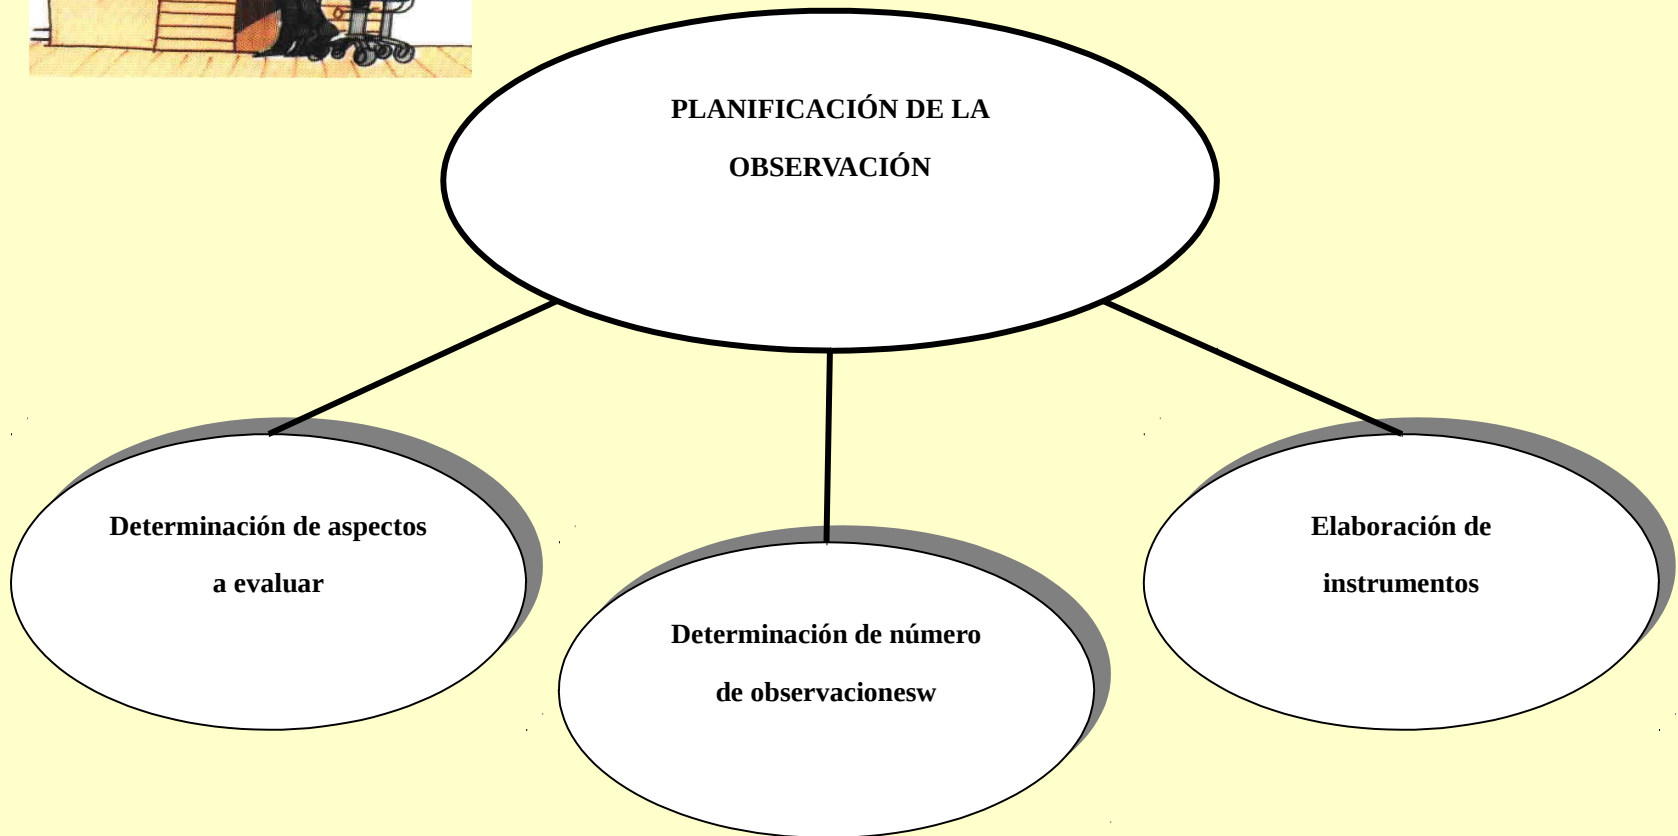 PLANIFICACIÓN DE LA
OBSERVACIÓN
Determinación de aspectos
a evaluar
Determinación de número
de observacionesw
Elaboración de
instrumentos